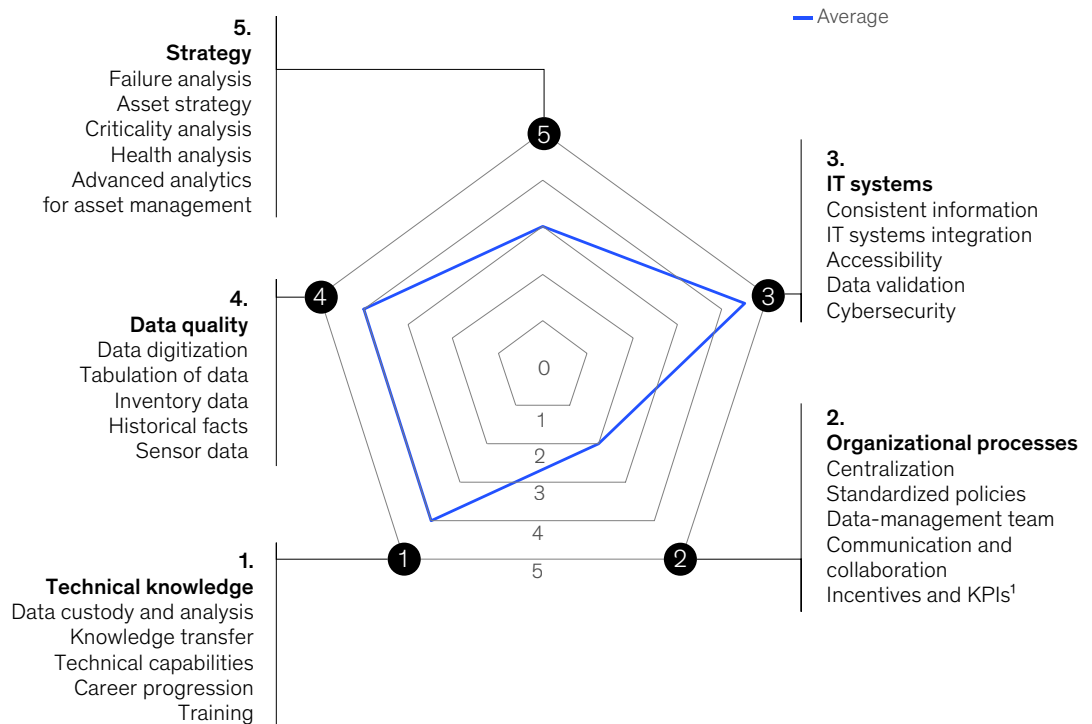 Average
5.
Strategy
Failure analysis
Asset strategy
Criticality analysis
Health analysis
Advanced analytics
for asset management
5
3.
IT systems
Consistent information
IT systems integration
Accessibility
Data validation
Cybersecurity
3
4
4.
Data quality
Data digitization
Tabulation of data
Inventory data
Historical facts
Sensor data
0
1
2
3
4
5
2.
Organizational processes
Centralization
Standardized policies
Data-management team
Communication and
collaboration
Incentives and KPIs¹
1
2
1.
Technical knowledge
Data custody and analysis
Knowledge transfer
Technical capabilities
Career progression
Training